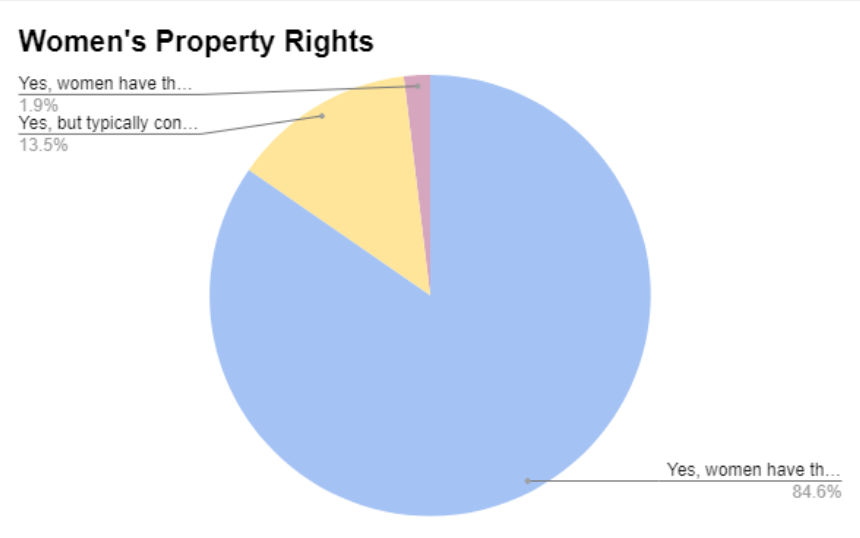 Women's Property Rights
Yes, women have th...
1.9%
Yes, but typically con...
13.5%
Yes, women have th...
84.6%